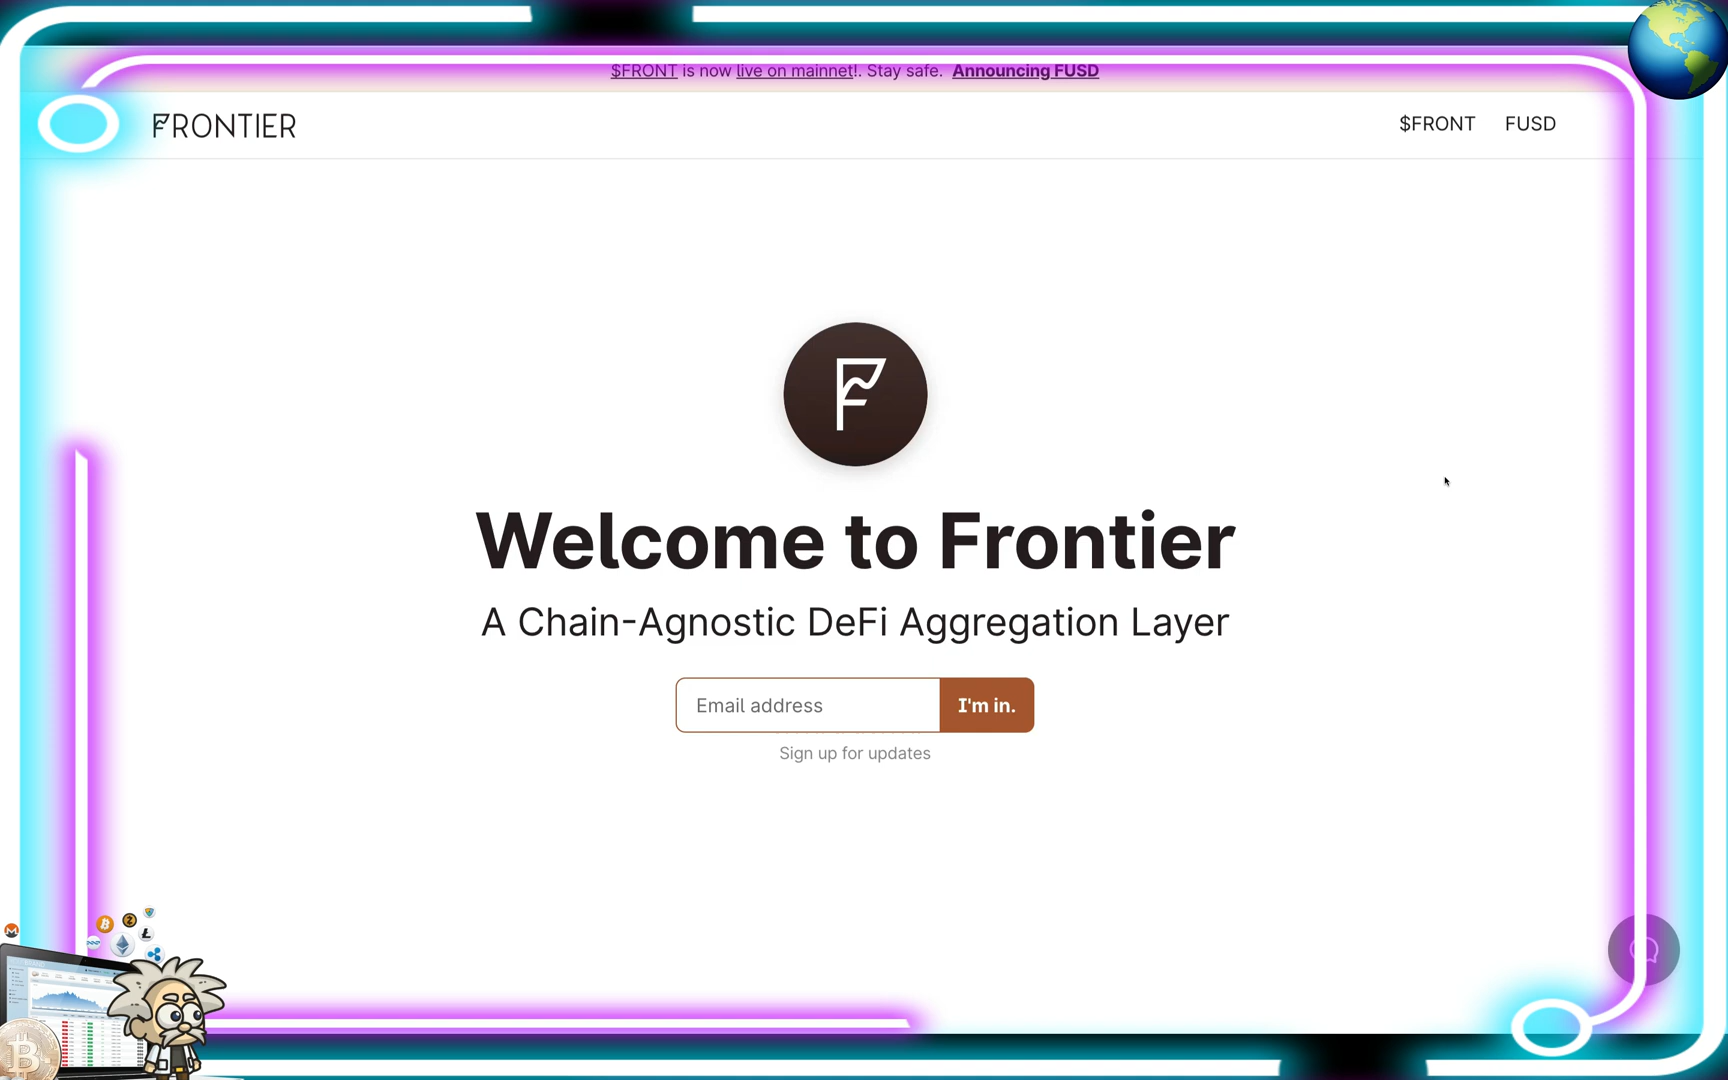 $FRONT is now live on mainnet!. Stay safe. Announcing FUSD
FRONTIER
$FRONT FUSD
Welcome to Frontier
A Chain-Agnostic DeFi Aggregation Layer
Email address I'm in.
Sign up for updates